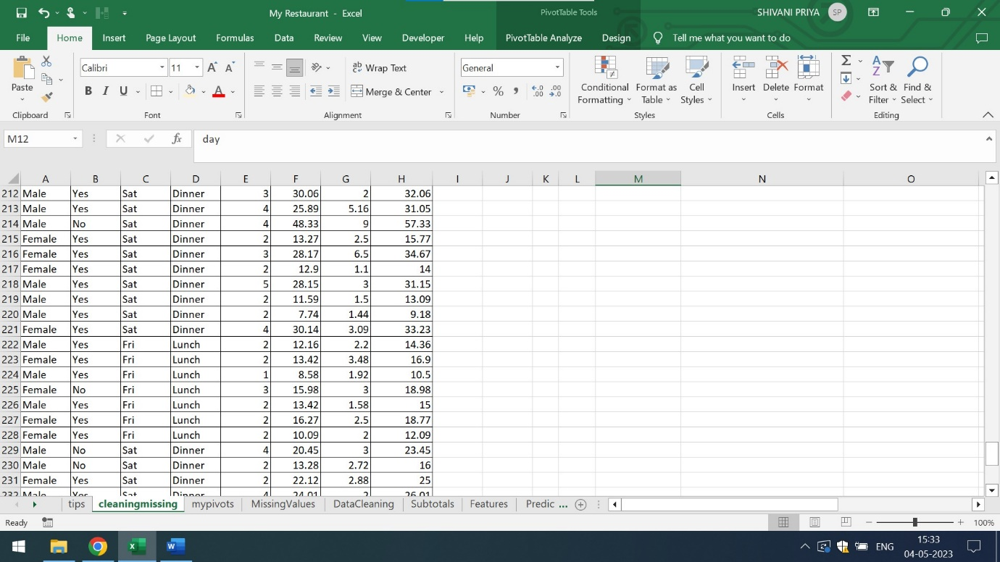 My Restaurant - Excel
PivotTable Tools
SHIVANI PRIYA SP
File Home Insert Page Layout Formulas Data Review View Developer Help PivotTable Analyze Design Tell me what you want to do
Paste
Calibri 11
B I U A
ab Wrap Text
Merge & Center
General
% 9
Conditional Formatting
Format as Table
Cell Styles
Insert Delete Format
Sort & Filter
Find & Select
Clipboard Font Alignment Number Styles Cells Editing
M12 fx day
A B C D E F G H I J K L M N O
212 Male Yes Sat Dinner 3 30.06 2 32.06
213 Male Yes Sat Dinner 4 25.89 5.16 31.05
214 Male No Sat Dinner 4 48.33 9 57.33
215 Female Yes Sat Dinner 2 13.27 2.5 15.77
216 Female Yes Sat Dinner 3 28.17 6.5 34.67
217 Female Yes Sat Dinner 2 12.9 1.1 14
218 Male Yes Sat Dinner 5 28.15 3 31.15
219 Male Yes Sat Dinner 2 11.59 1.5 13.09
220 Male Yes Sat Dinner 2 7.74 1.44 9.18
221 Female Yes Sat Dinner 4 30.14 3.09 33.23
222 Male Yes Fri Lunch 2 12.16 2.2 14.36
223 Female Yes Fri Lunch 2 13.42 3.48 16.9
224 Male Yes Fri Lunch 1 8.58 1.92 10.5
225 Female No Fri Lunch 3 15.98 3 18.98
226 Male Yes Fri Lunch 2 13.42 1.58 15
227 Female Yes Fri Lunch 2 16.27 2.5 18.77
228 Female Yes Fri Lunch 2 10.09 2 12.09
229 Male No Sat Dinner 4 20.45 3 23.45
230 Male No Sat Dinner 2 13.28 2.72 16
231 Female Yes Sat Dinner 2 22.12 2.88 25
232 Male Yes Sat Dinner 4 24.01 2 26.01
tips cleaningmissing mypivots MissingValues DataCleaning Subtotals Features Predic ...
Ready 100%
ENG 15:33
04-05-2023